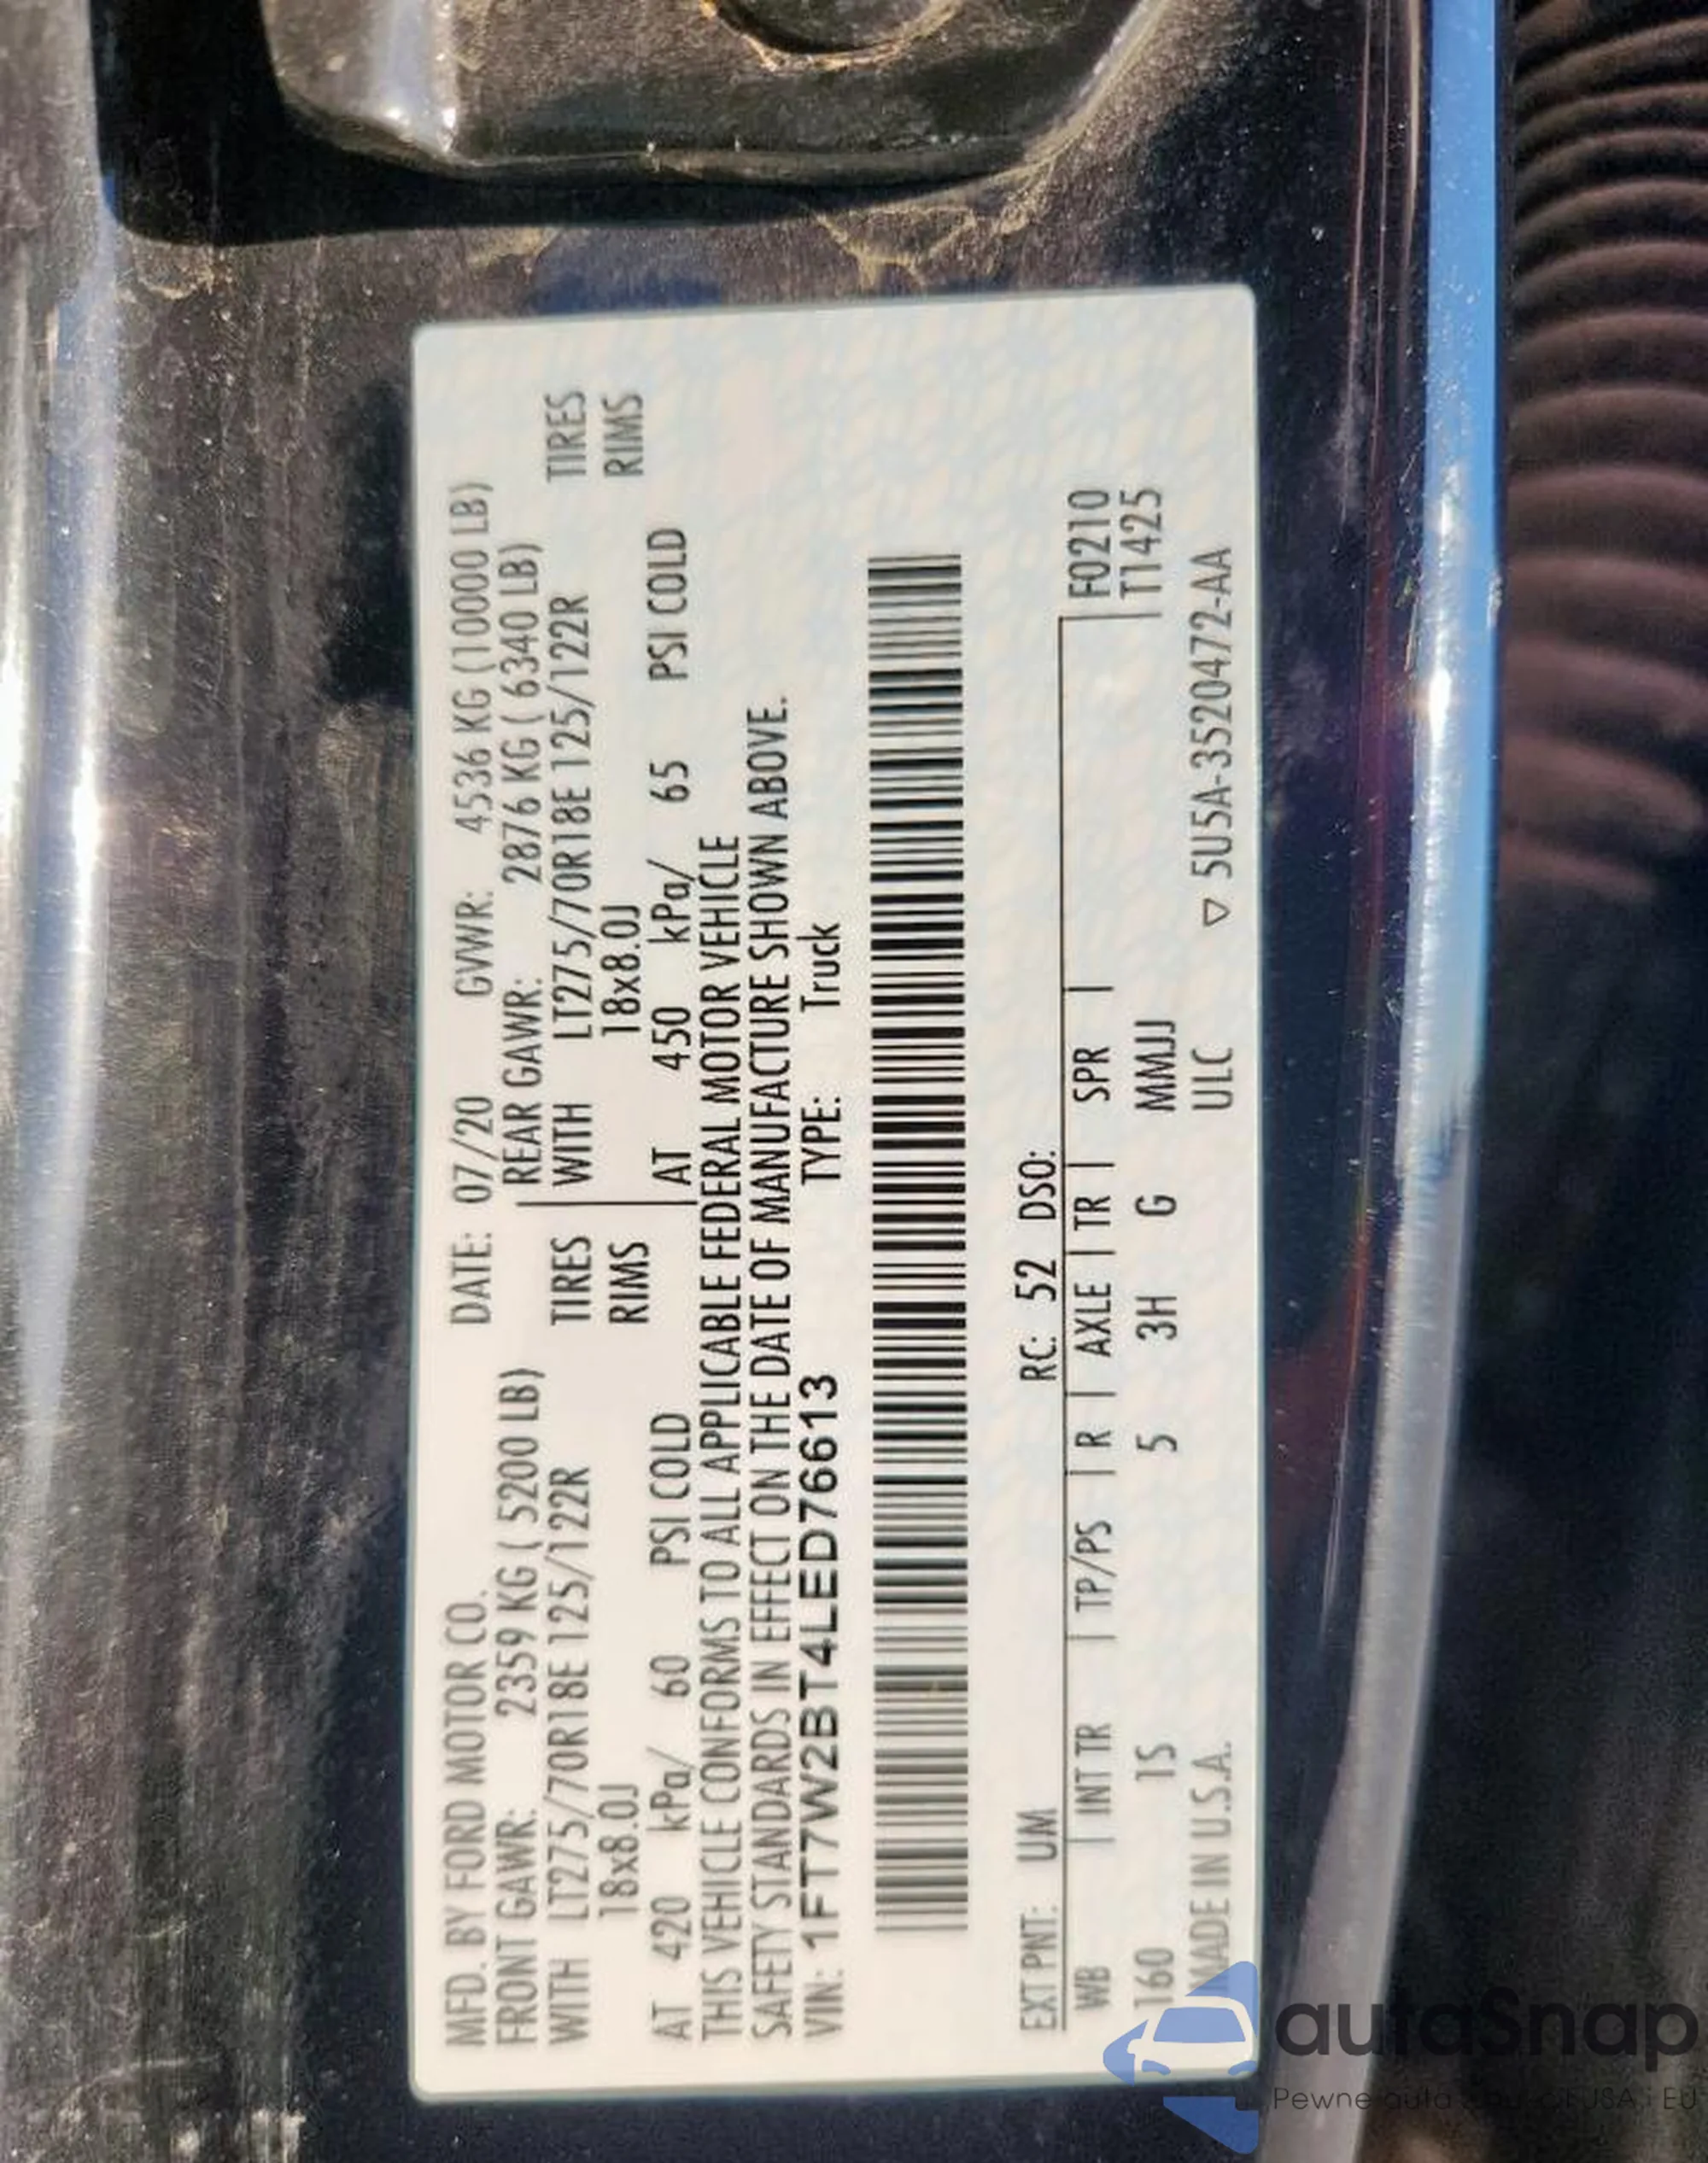 MFD. BY FORD MOTOR CO. DATE: 07/20 GVWR: 4536 KG (10000 LB)
FRONT GAWR: 2359 KG ( 5200 LB) REAR GAWR: 2876 KG ( 6340 LB)
WITH LT275/70R18E 125/122R TIRES WITH LT275/70R18E 125/122R TIRES
18x8.0J RIMS 18x8.0J RIMS
AT 420 kPa/ 60 PSI COLD AT 450 kPa/ 65 PSI COLD
THIS VEHICLE CONFORMS TO ALL APPLICABLE FEDERAL MOTOR VEHICLE
SAFETY STANDARDS IN EFFECT ON THE DATE OF MANUFACTURE SHOWN ABOVE.
VIN: 1FT7W2BT4LED76613 TYPE: Truck
EXT PNT: UM RC: 52 DSO:
WB | INT TR | TP/PS | R | AXLE | TR | SPR | F0210
160 1S 5 3H G MMJJ T1425
MADE IN U.S.A. ULC ▽ 5U5A-3520472-AA
autaSnap
Pewne auta USA i EU